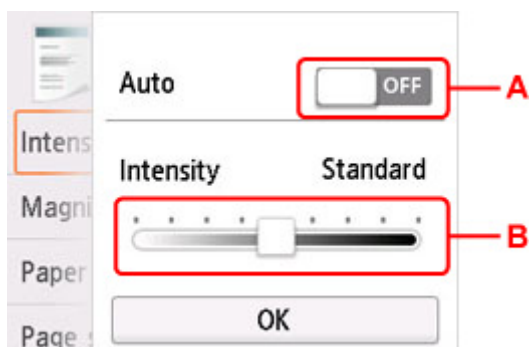 Auto
OFF
A
Intens
Intensity
Standard
Magni
B
Paper
OK
Page